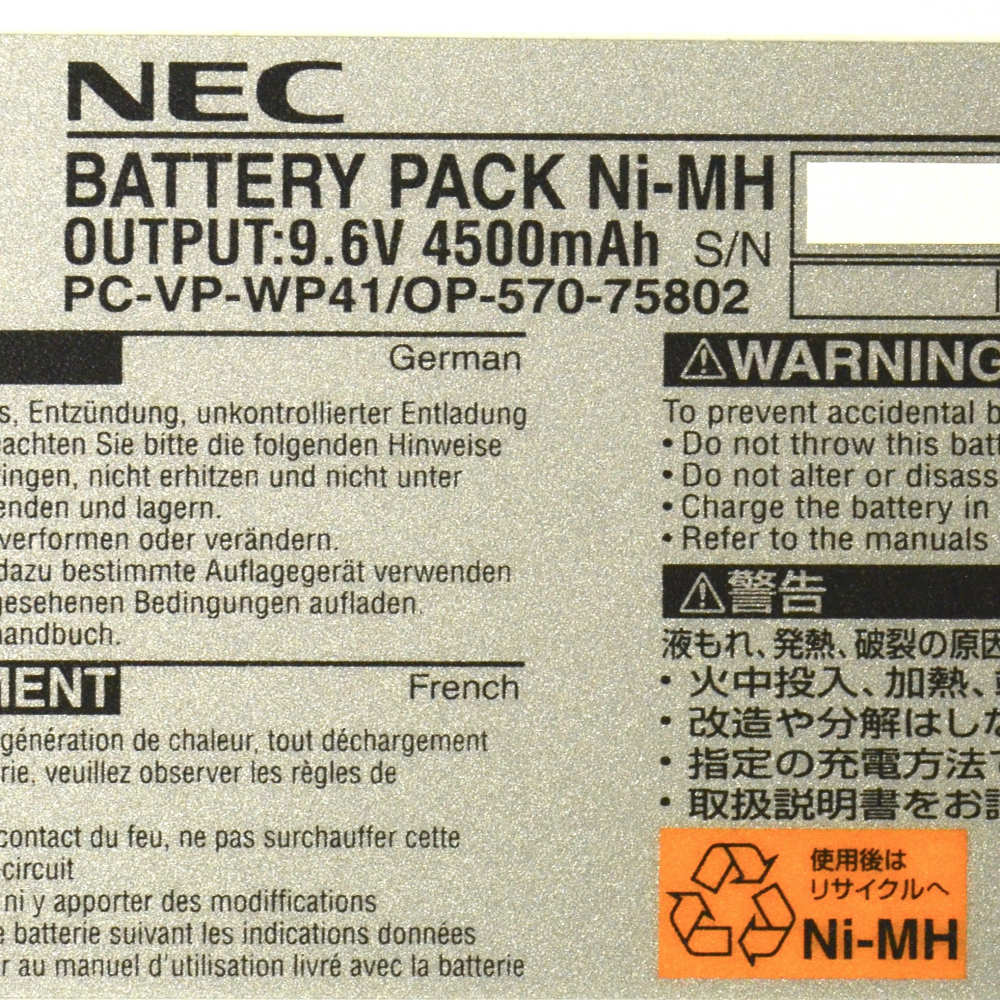 NEC
BATTERY PACK Ni-MH
OUTPUT:9.6V 4500mAh S/N
PC-VP-WP41/OP-570-75802
German
Entzündung, unkontrollierter Entladung
achten Sie bitte die folgenden Hinweise
ingen, nicht erhitzen und nicht unter
enden und lagern.
verformen oder verändern.
dazu bestimmte Auflagegerät verwenden
gesehenen Bedingungen aufladen.
handbuch.
MENT
French
génération de chaleur, tout déchargement
rie, veuillez observer les règles de
contact du feu, ne pas surchauffer cette
circuit
ni y apporter des modiffications
e batterie suivant les indications données
r au manuel d'utilisation livré avec la batterie
⚠WARNING
To prevent accidental b
• Do not throw this batt
• Do not alter or disass
• Charge the battery in
• Refer to the manuals
⚠警告
液もれ、発熱、破裂の原因
・火中投入、加熱、
・改造や分解はしな
・指定の充電方法で
・取扱説明書をお読
使用後は
リサイクルへ
Ni-MH